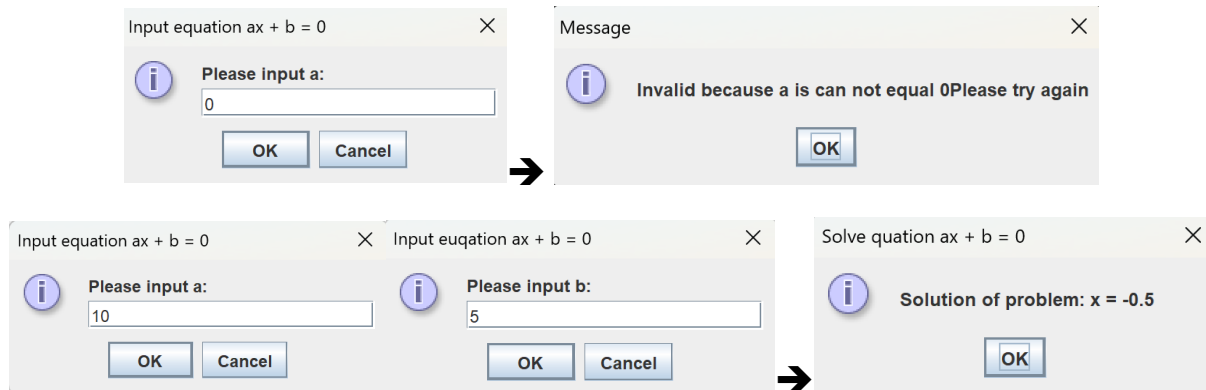 Input equation ax + b = 0
Please input a:
0
OK Cancel
Message
Invalid because a is can not equal 0Please try again
OK
Input equation ax + b = 0
Please input a:
10
OK Cancel
Input euqation ax + b = 0
Please input b:
5
OK Cancel
Solve quation ax + b = 0
Solution of problem: x = -0.5
OK